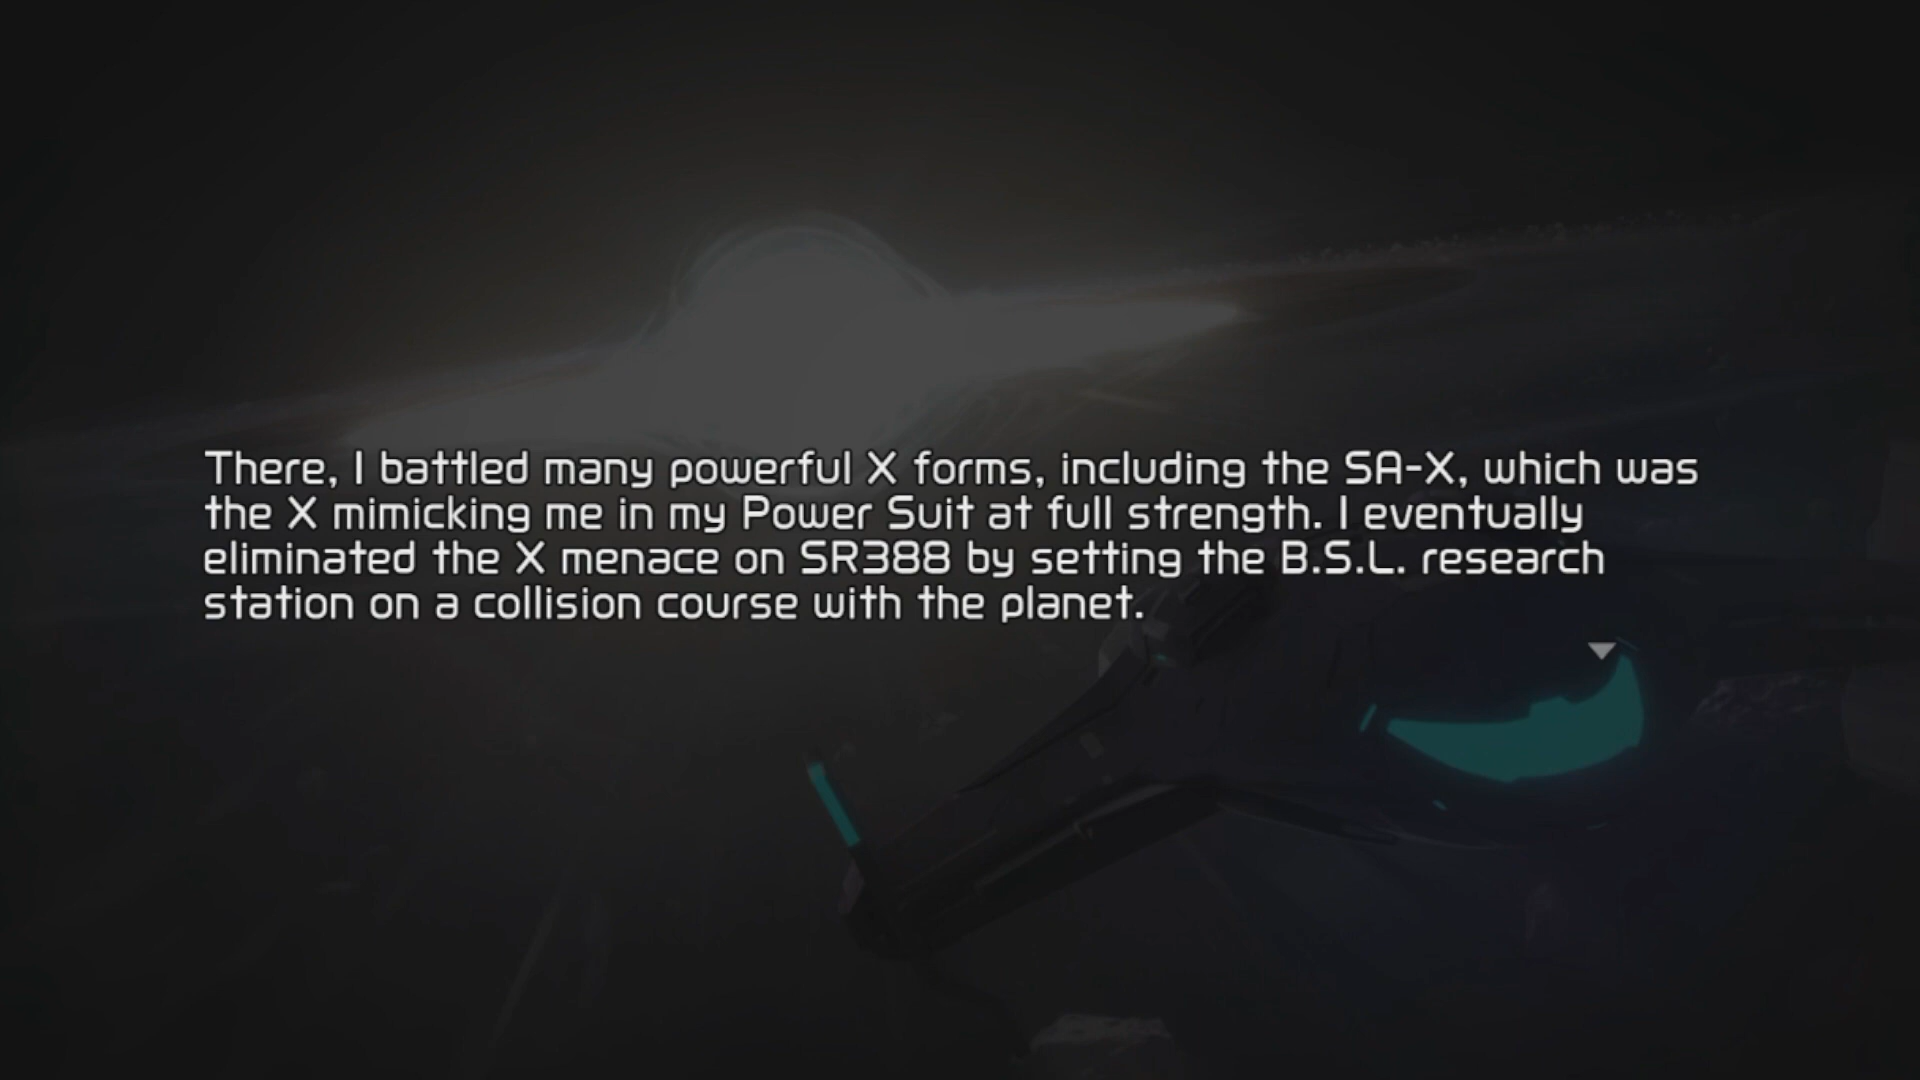 There, I battled many powerful X forms, including the SA-X, which was
the X mimicking me in my Power Suit at full strength. I eventually
eliminated the X menace on SR388 by setting the B.S.L. research
station on a collision course with the planet.